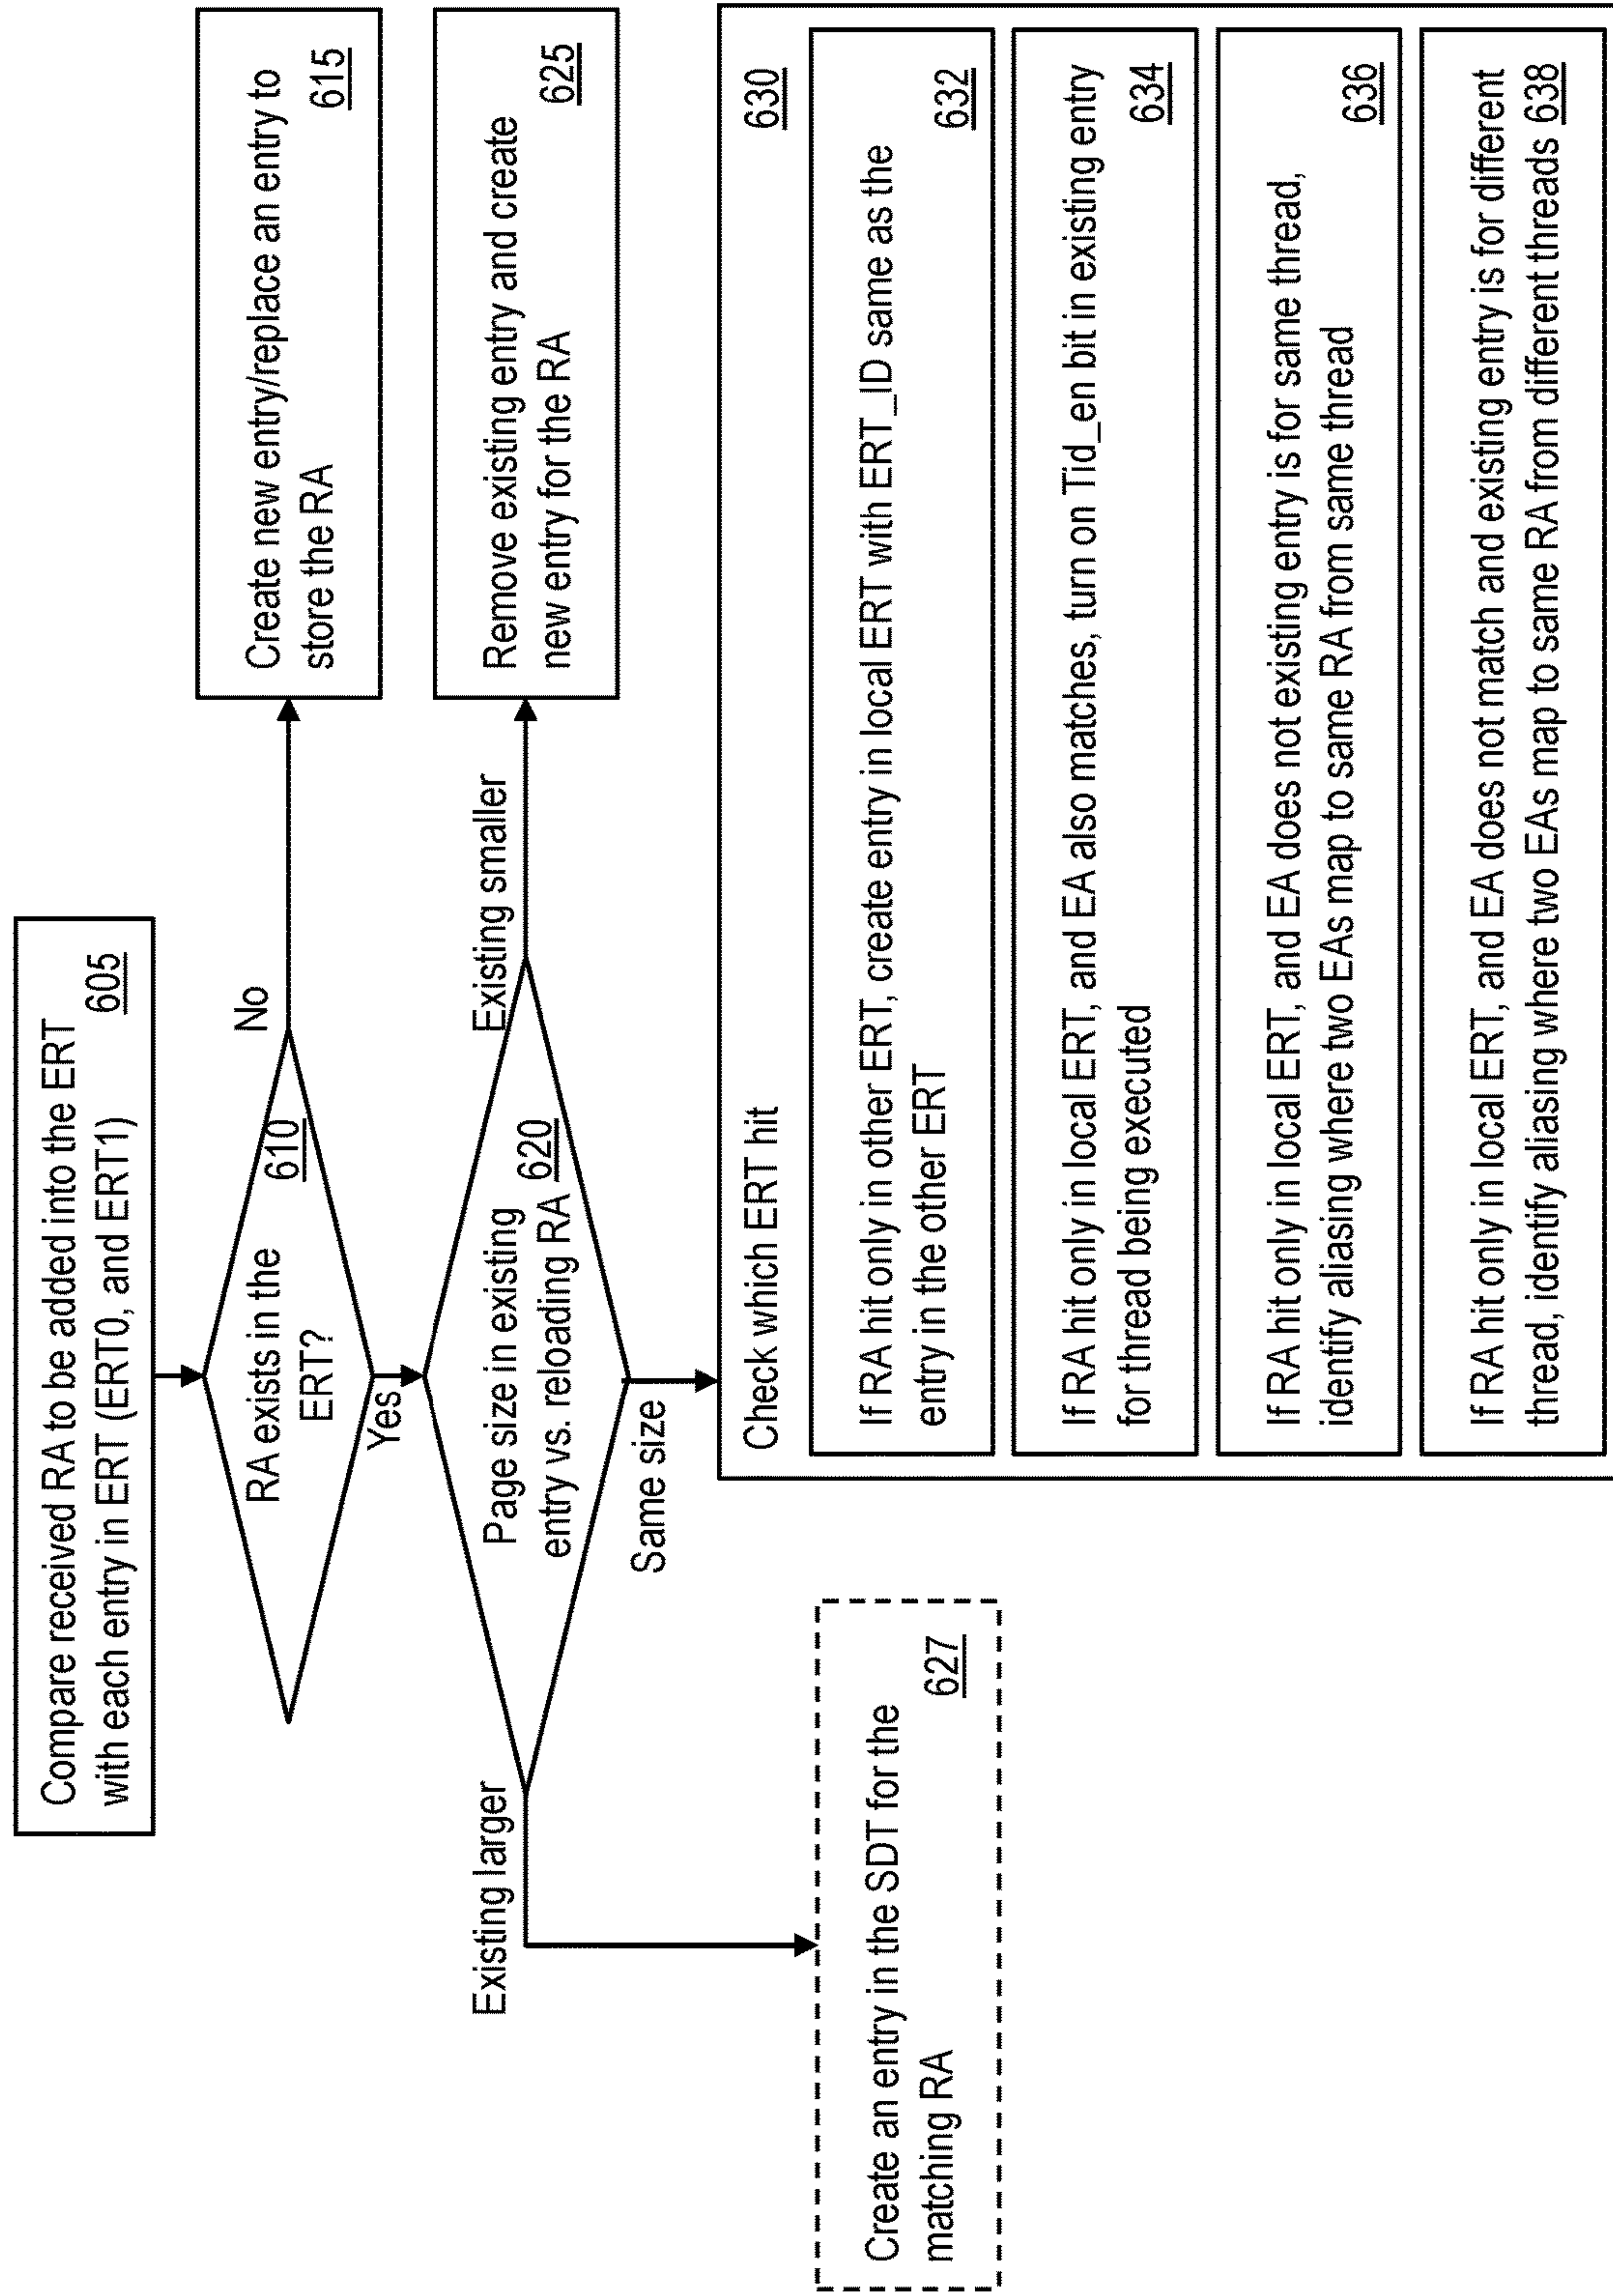 Compare received RA to be added into the ERT
with each entry in ERT (ERT0, and ERT1) 605
RA exists in the
ERT?
610
No
Create new entry/replace an entry to
store the RA 615
Yes
Page size in existing
entry vs. reloading RA 620
Existing smaller
Remove existing entry and create
new entry for the RA 625
Existing larger
Create an entry in the SDT for the
matching RA 627
Same size
Check which ERT hit 630
If RA hit only in other ERT, create entry in local ERT with ERT_ID same as the
entry in the other ERT 632
If RA hit only in local ERT, and EA also matches, turn on Tid_en bit in existing entry
for thread being executed 634
If RA hit only in local ERT, and EA does not existing entry is for same thread,
identify aliasing where two EAs map to same RA from same thread 636
If RA hit only in local ERT, and EA does not match and existing entry is for different
thread, identify aliasing where two EAs map to same RA from different threads 638